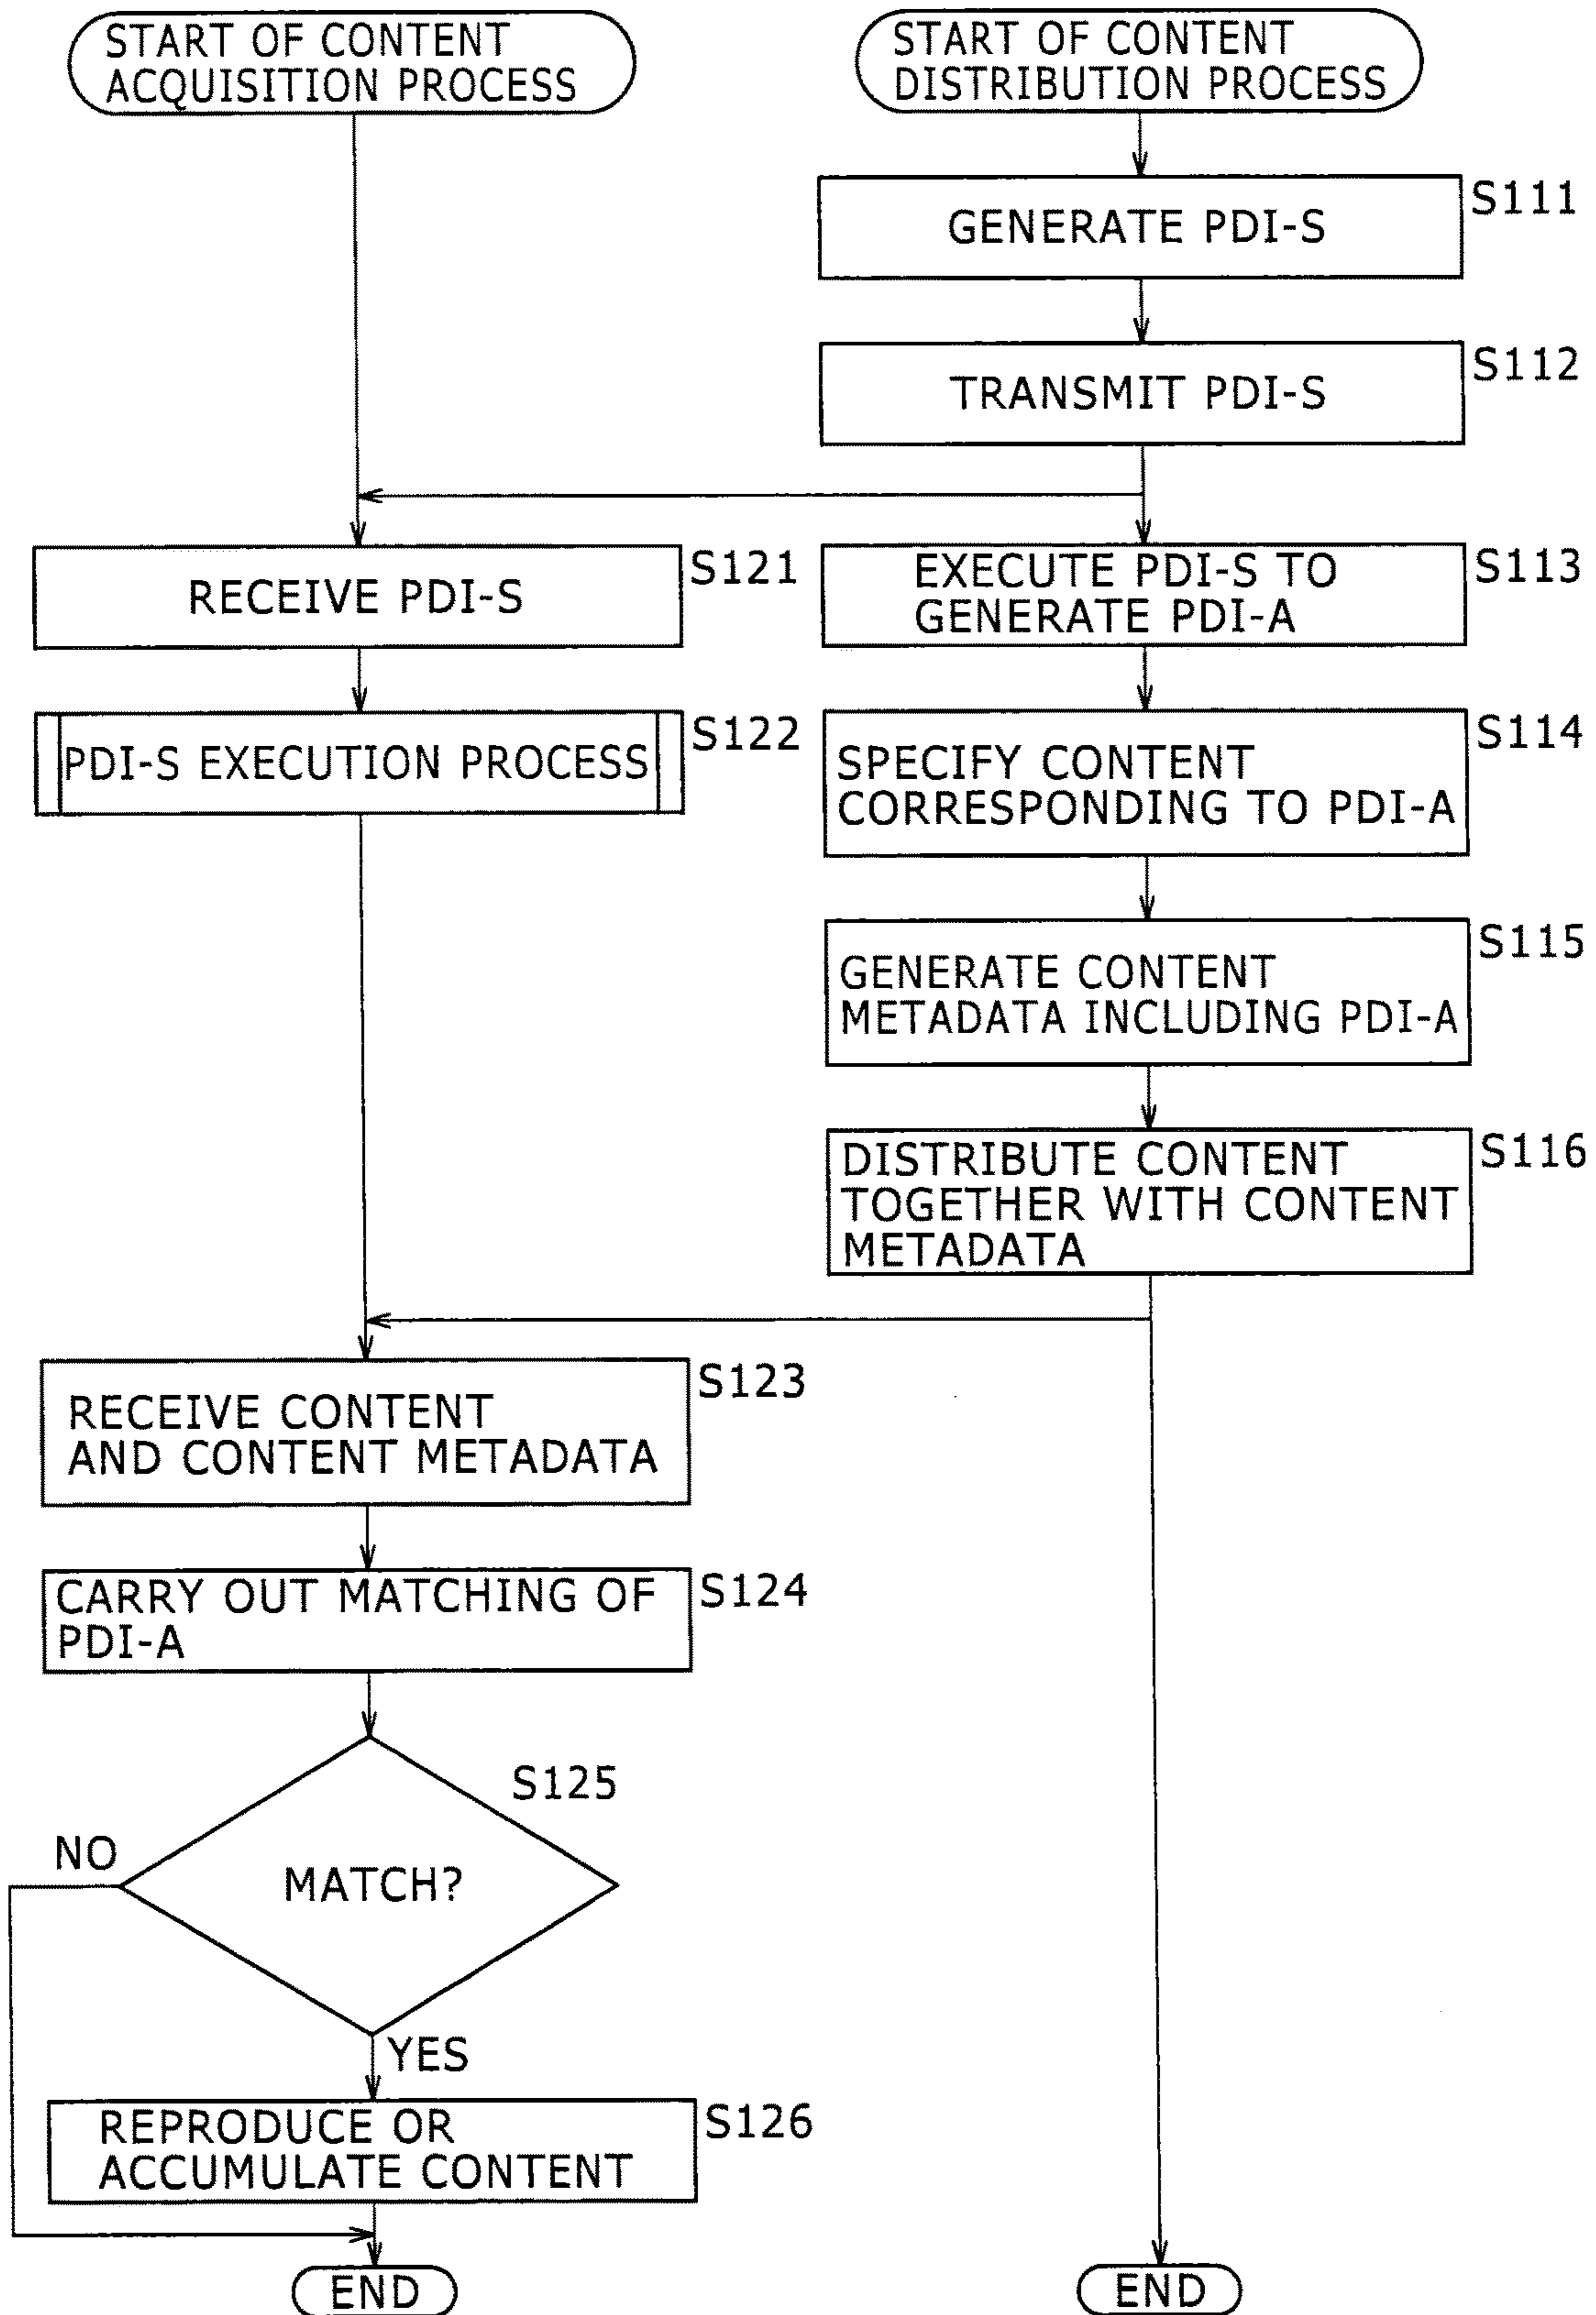 START OF CONTENT
ACQUISITION PROCESS
START OF CONTENT
DISTRIBUTION PROCESS
GENERATE PDI-S
S111
TRANSMIT PDI-S
S112
RECEIVE PDI-S
S121
EXECUTE PDI-S TO
GENERATE PDI-A
S113
PDI-S EXECUTION PROCESS
S122
SPECIFY CONTENT
CORRESPONDING TO PDI-A
S114
GENERATE CONTENT
METADATA INCLUDING PDI-A
S115
DISTRIBUTE CONTENT
TOGETHER WITH CONTENT
METADATA
S116
RECEIVE CONTENT
AND CONTENT METADATA
S123
CARRY OUT MATCHING OF
PDI-A
S124
S125
NO
MATCH?
YES
REPRODUCE OR
ACCUMULATE CONTENT
S126
END
END